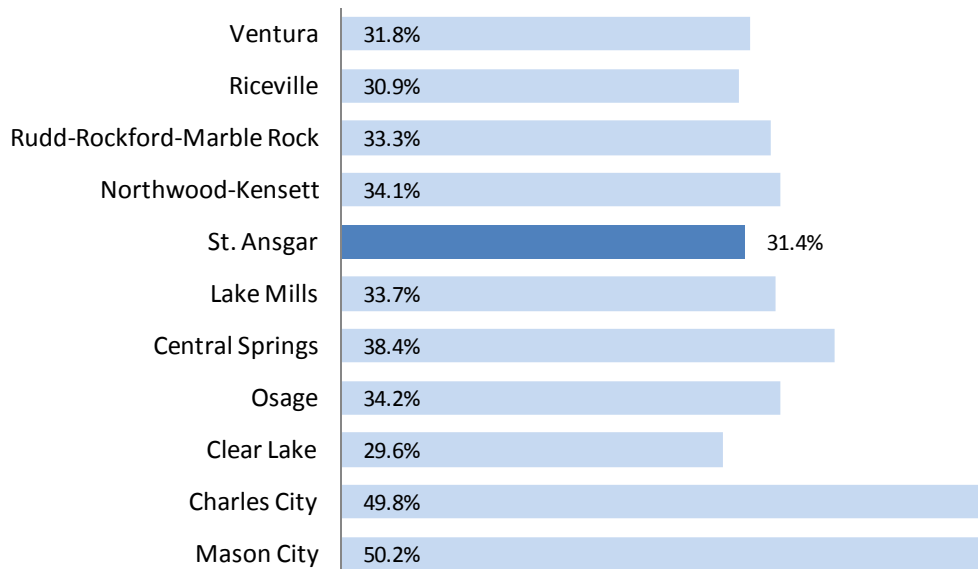 Ventura 31.8%
Riceville 30.9%
Rudd-Rockford-Marble Rock 33.3%
Northwood-Kensett 34.1%
St. Ansgar 31.4%
Lake Mills 33.7%
Central Springs 38.4%
Osage 34.2%
Clear Lake 29.6%
Charles City 49.8%
Mason City 50.2%